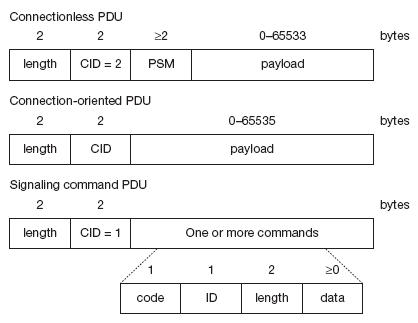 Connectionless PDU
2 2 ≥2 0–65533 bytes
length CID = 2 PSM payload
Connection-oriented PDU
2 2 0–65535 bytes
length CID payload
Signaling command PDU
2 2 bytes
length CID = 1 One or more commands
1 1 2 ≥0
code ID length data